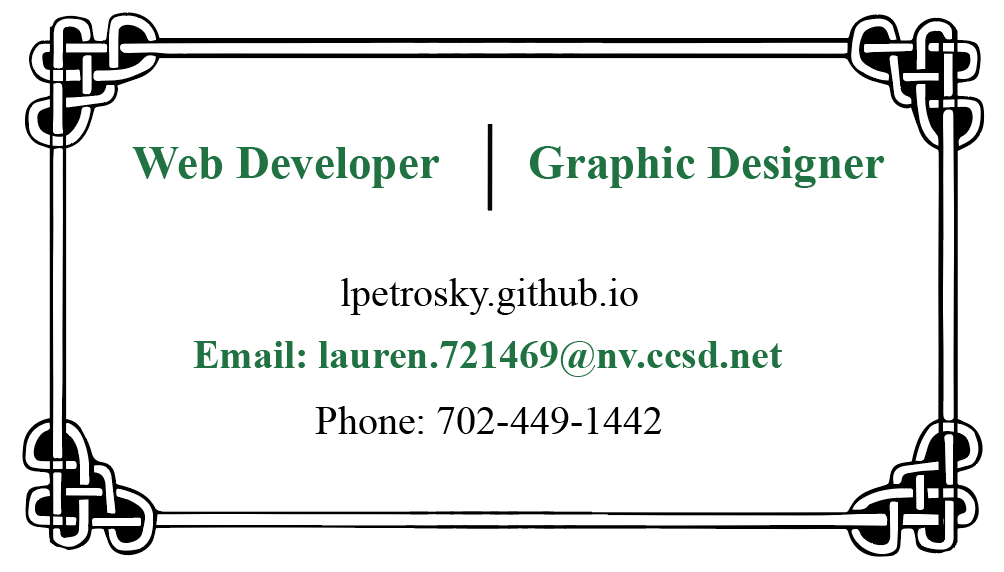 Web Developer | Graphic Designer
lpetrosky.github.io
Email: lauren.721469@nv.ccsd.net
Phone: 702-449-1442